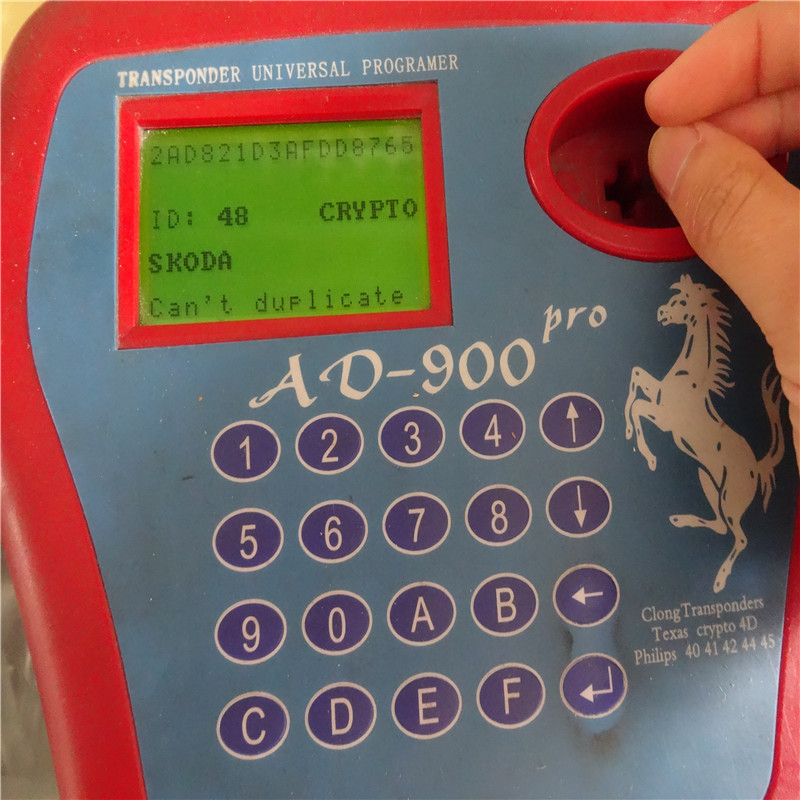 TRANSPONDER UNIVERSAL PROGRAMER
2AD821D3AFDD8765
ID: 48 CRYPTO
SKODA
Can't duplicate
AD-900 pro
1 2 3 4 ↑
5 6 7 8 ↓
9 0 A B ←
C D E F ↵
ClongTransponders
Texas crypto 4D
Philips 40 41 42 44 45